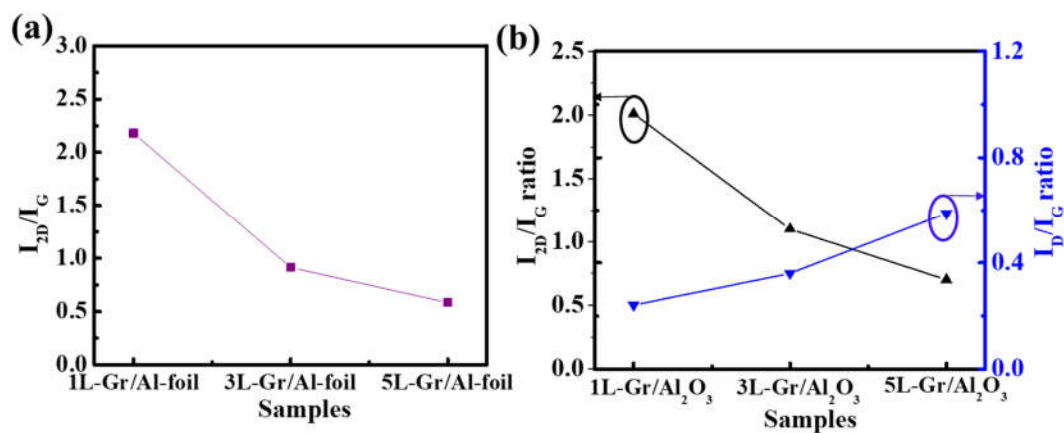 (a)
3.0
2.5
2.0
1.5
1.0
0.5
0.0
I2D/IG
1L-Gr/Al-foil 3L-Gr/Al-foil 5L-Gr/Al-foil
Samples
(b)
2.5
2.0
1.5
1.0
0.5
0.0
I2D/IG ratio
1.2
0.8
0.4
0.0
ID/IG ratio
1L-Gr/Al2O3 3L-Gr/Al2O3 5L-Gr/Al2O3
Samples